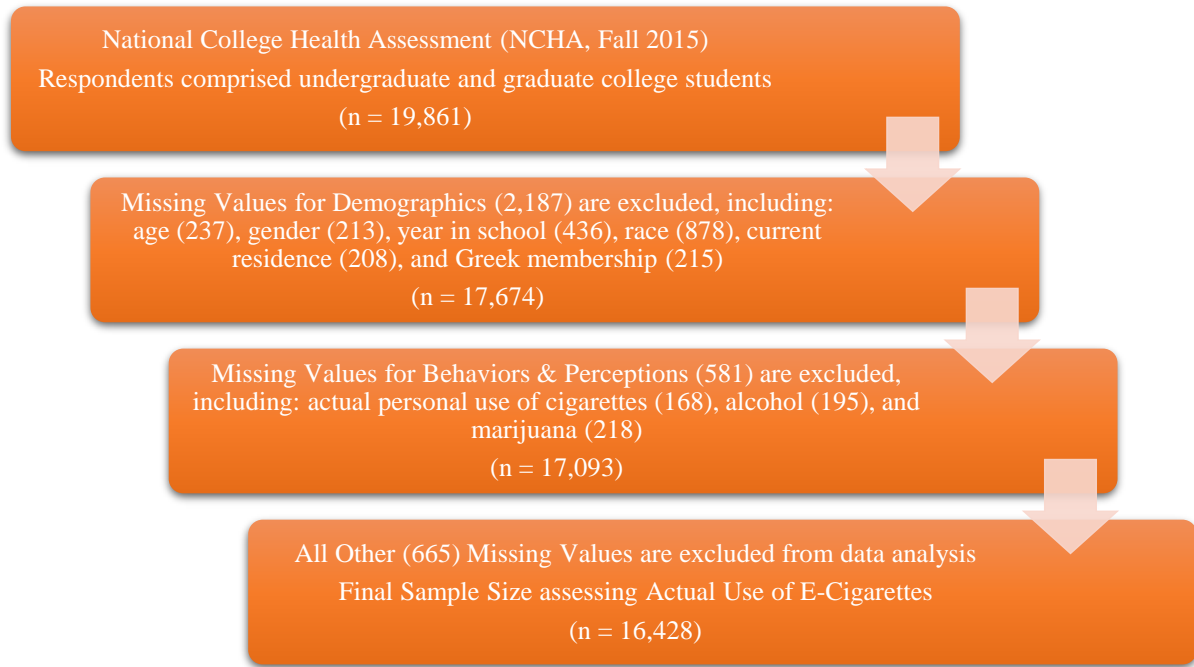 National College Health Assessment (NCHA, Fall 2015)
Respondents comprised undergraduate and graduate college students
(n = 19,861)
Missing Values for Demographics (2,187) are excluded, including:
age (237), gender (213), year in school (436), race (878), current
residence (208), and Greek membership (215)
(n = 17,674)
Missing Values for Behaviors & Perceptions (581) are excluded,
including: actual personal use of cigarettes (168), alcohol (195), and
marijuana (218)
(n = 17,093)
All Other (665) Missing Values are excluded from data analysis
Final Sample Size assessing Actual Use of E-Cigarettes
(n = 16,428)